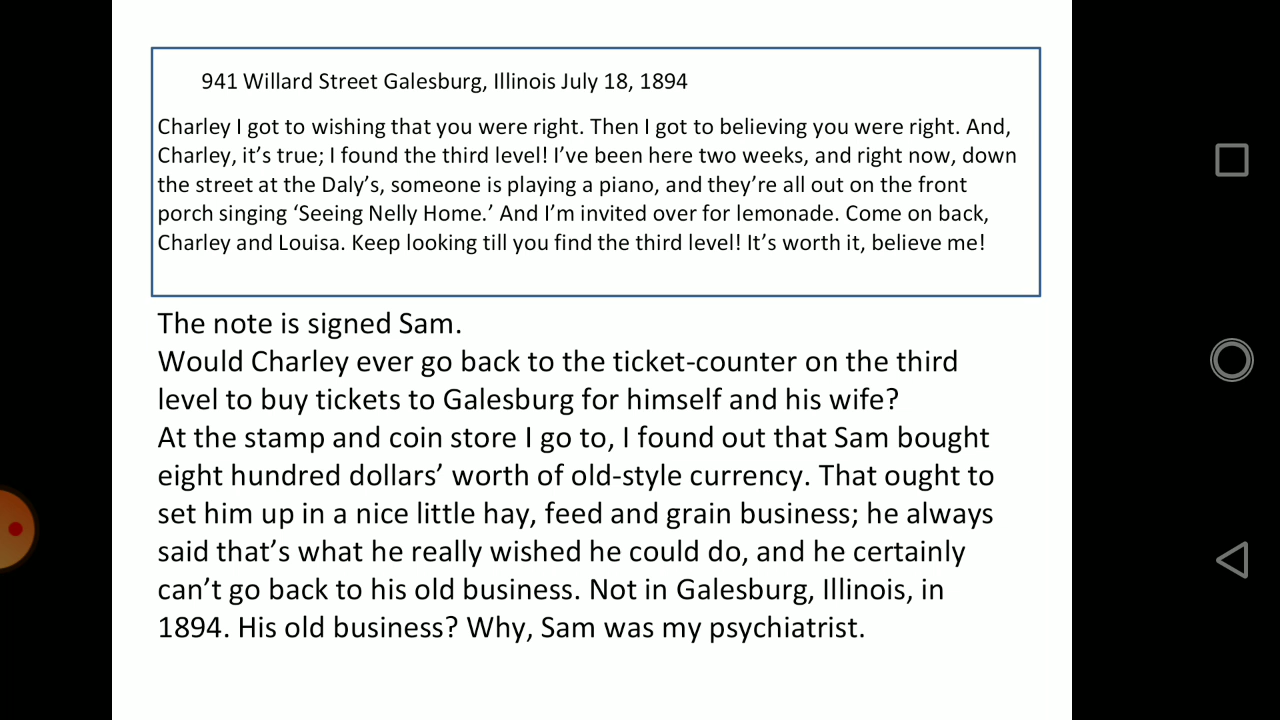 941 Willard Street Galesburg, Illinois July 18, 1894
Charley I got to wishing that you were right. Then I got to believing you were right. And,
Charley, it’s true; I found the third level! I’ve been here two weeks, and right now, down
the street at the Daly’s, someone is playing a piano, and they’re all out on the front
porch singing ‘Seeing Nelly Home.’ And I’m invited over for lemonade. Come on back,
Charley and Louisa. Keep looking till you find the third level! It’s worth it, believe me!
The note is signed Sam.
Would Charley ever go back to the ticket-counter on the third
level to buy tickets to Galesburg for himself and his wife?
At the stamp and coin store I go to, I found out that Sam bought
eight hundred dollars’ worth of old-style currency. That ought to
set him up in a nice little hay, feed and grain business; he always
said that’s what he really wished he could do, and he certainly
can’t go back to his old business. Not in Galesburg, Illinois, in
1894. His old business? Why, Sam was my psychiatrist.